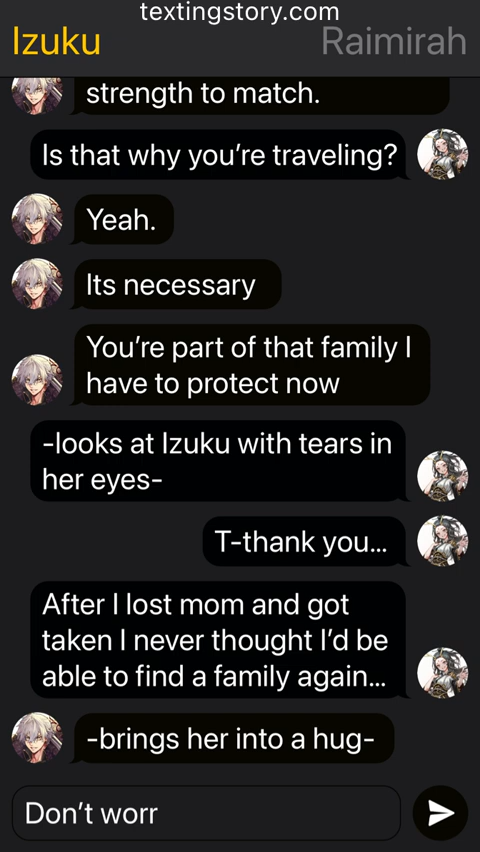 textingstory.com
Izuku
Raimirah
strength to match.
Is that why you’re traveling?
Yeah.
Its necessary
You’re part of that family I
have to protect now
-looks at Izuku with tears in
her eyes-
T-thank you...
After I lost mom and got
taken I never thought I’d be
able to find a family again...
-brings her into a hug-
Don’t worr